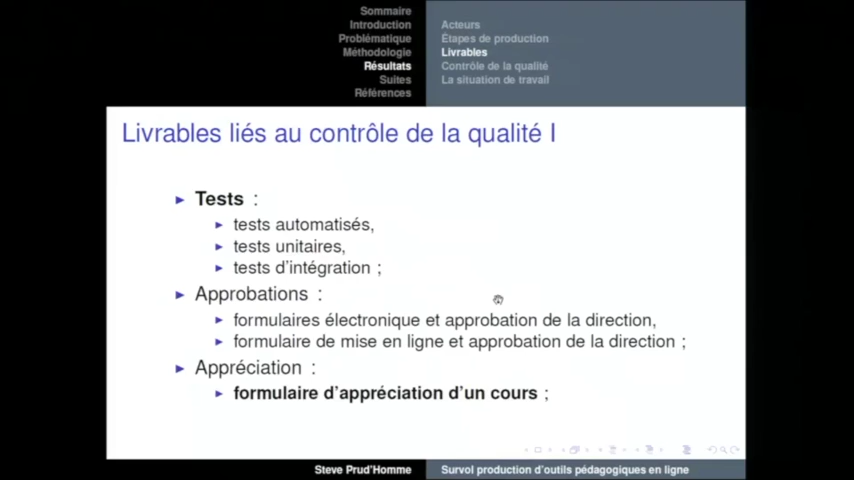 Sommaire
Introduction
Problématique
Méthodologie
Résultats
Suites
Références
Acteurs
Étapes de production
Livrables
Contrôle de la qualité
La situation de travail
Livrables liés au contrôle de la qualité I
Tests :
tests automatisés,
tests unitaires,
tests d'intégration ;
Approbations :
formulaires électronique et approbation de la direction,
formulaire de mise en ligne et approbation de la direction ;
Appréciation :
formulaire d'appréciation d'un cours ;
Steve Prud'Homme
Survol production d'outils pédagogiques en ligne